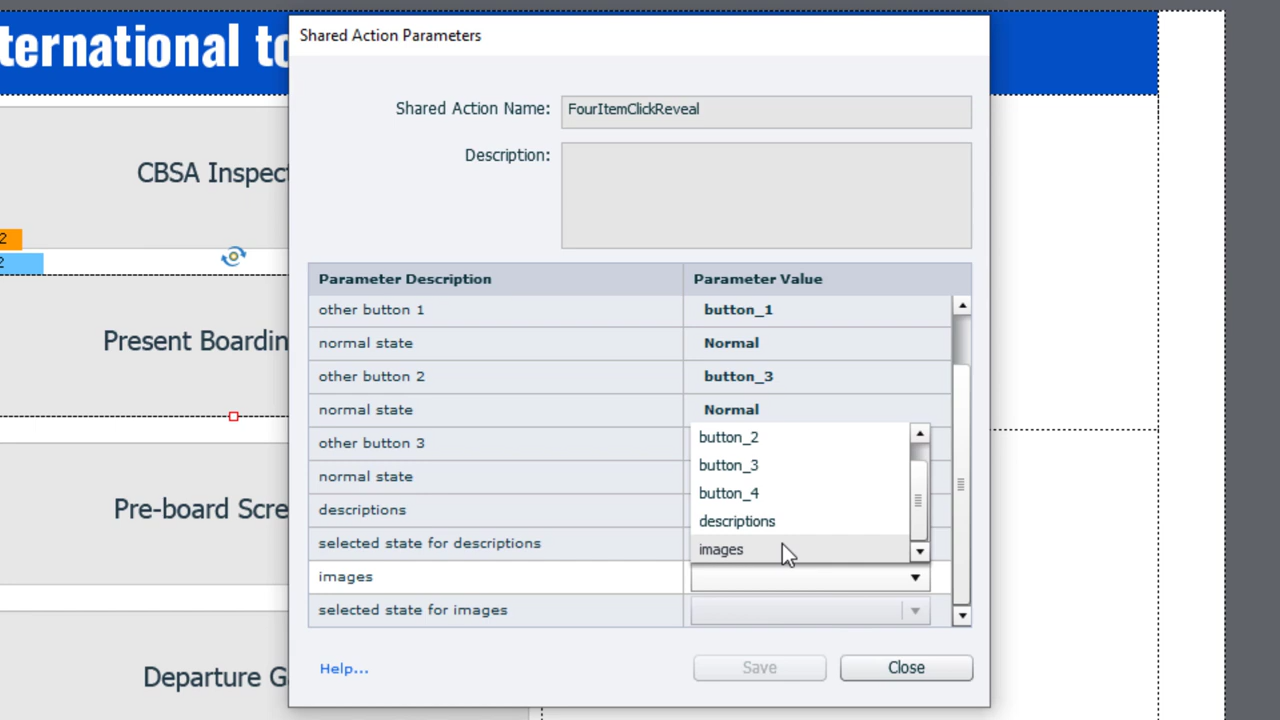 ternational to
Shared Action Parameters
Shared Action Name: FourItemClickReveal
Description:
CBSA Inspect
2
2
Parameter Description Parameter Value
other button 1 button_1
normal state Normal
Present Boardin
other button 2 button_3
normal state Normal
other button 3
button_2
normal state
button_3
Pre-board Scre
button_4
descriptions
descriptions
selected state for descriptions
images
images
selected state for images
Help...
Save
Close
Departure G